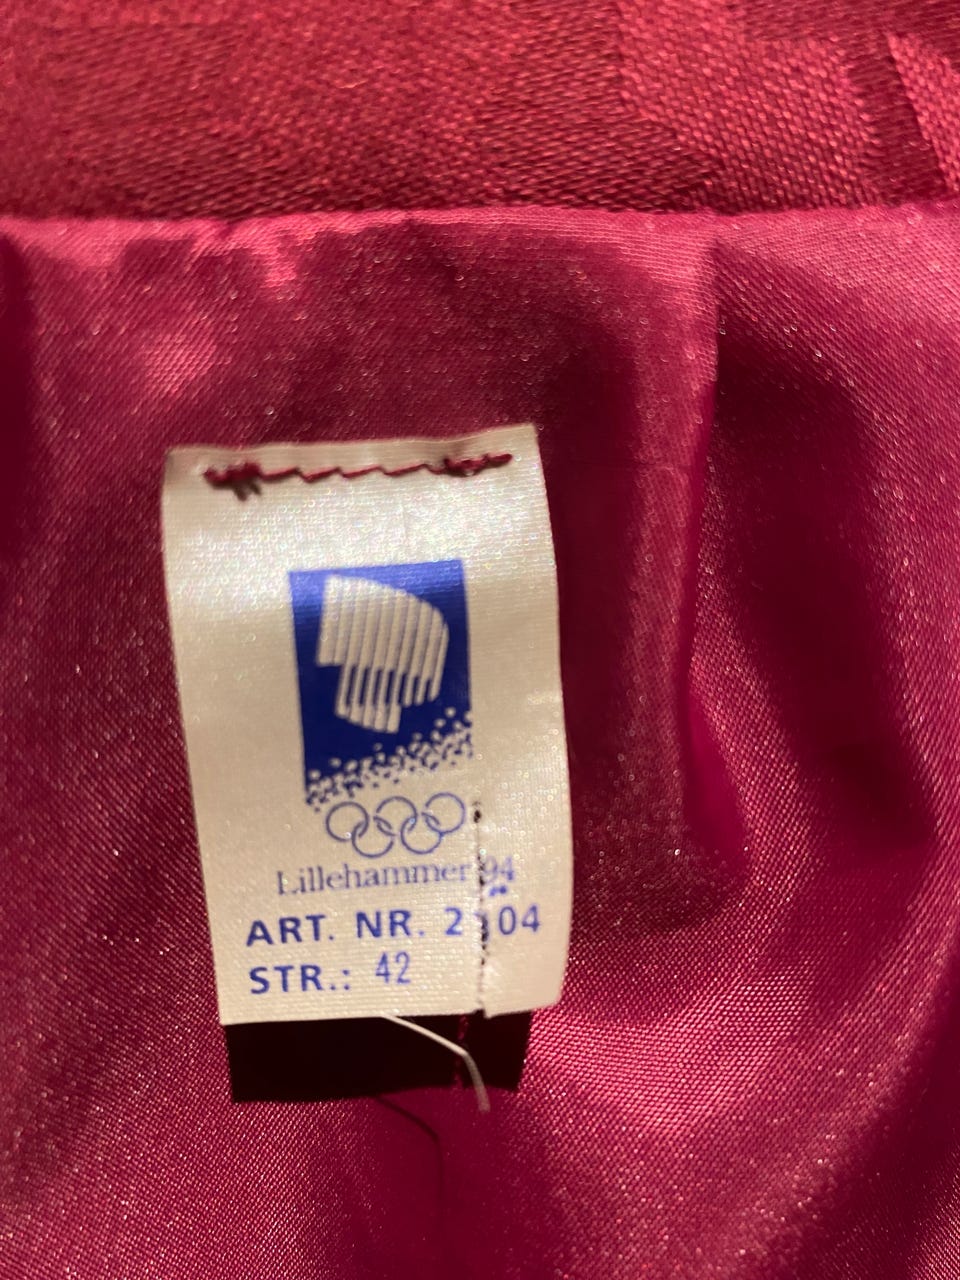 Lillehammer '94
ART. NR.
STR.: 42